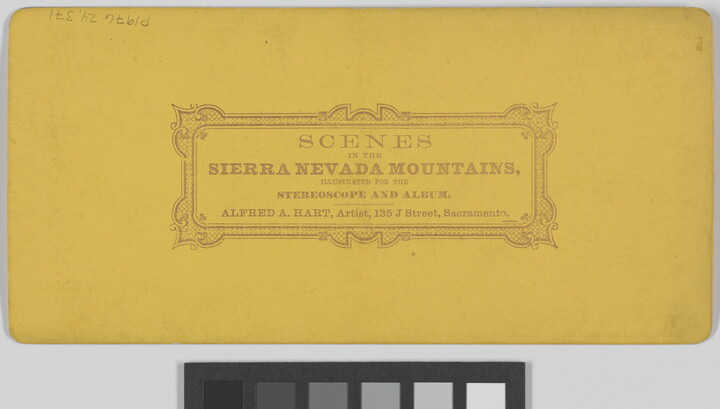 P1976.24.371
SCENES
IN THE
SIERRA NEVADA MOUNTAINS,
ILLUSTRATED FOR THE
STEREOSCOPE AND ALBUM.
ALFRED A. HART, Artist, 135 J Street, Sacramento.